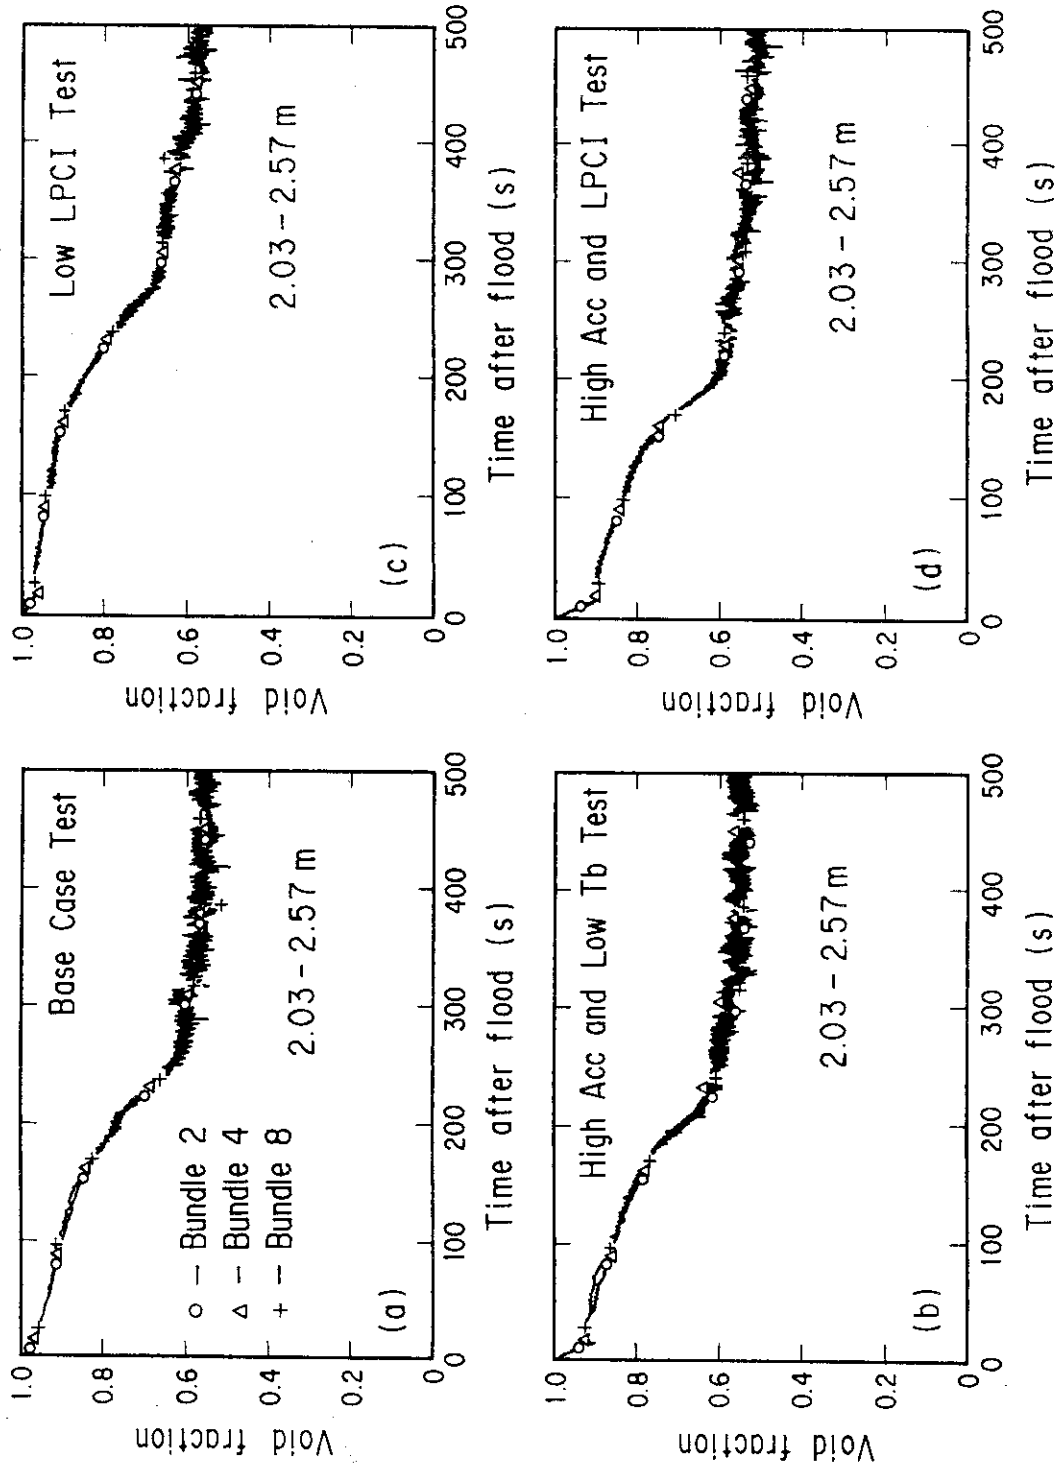 Base Case Test
Void fraction
1.0
0.8
0.6
0.4
0.2
0
○ — Bundle 2
△ — Bundle 4
+ — Bundle 8
2.03 – 2.57 m
(a)
0 100 200 300 400 500
Time after flood (s)
High Acc and Low Tb Test
Void fraction
1.0
0.8
0.6
0.4
0.2
0
2.03 – 2.57 m
(b)
0 100 200 300 400 500
Time after flood (s)
Low LPCI Test
Void fraction
1.0
0.8
0.6
0.4
0.2
0
2.03 – 2.57 m
(c)
0 100 200 300 400 500
Time after flood (s)
High Acc and LPCI Test
Void fraction
1.0
0.8
0.6
0.4
0.2
0
2.03 – 2.57 m
(d)
0 100 200 300 400 500
Time after flood (s)